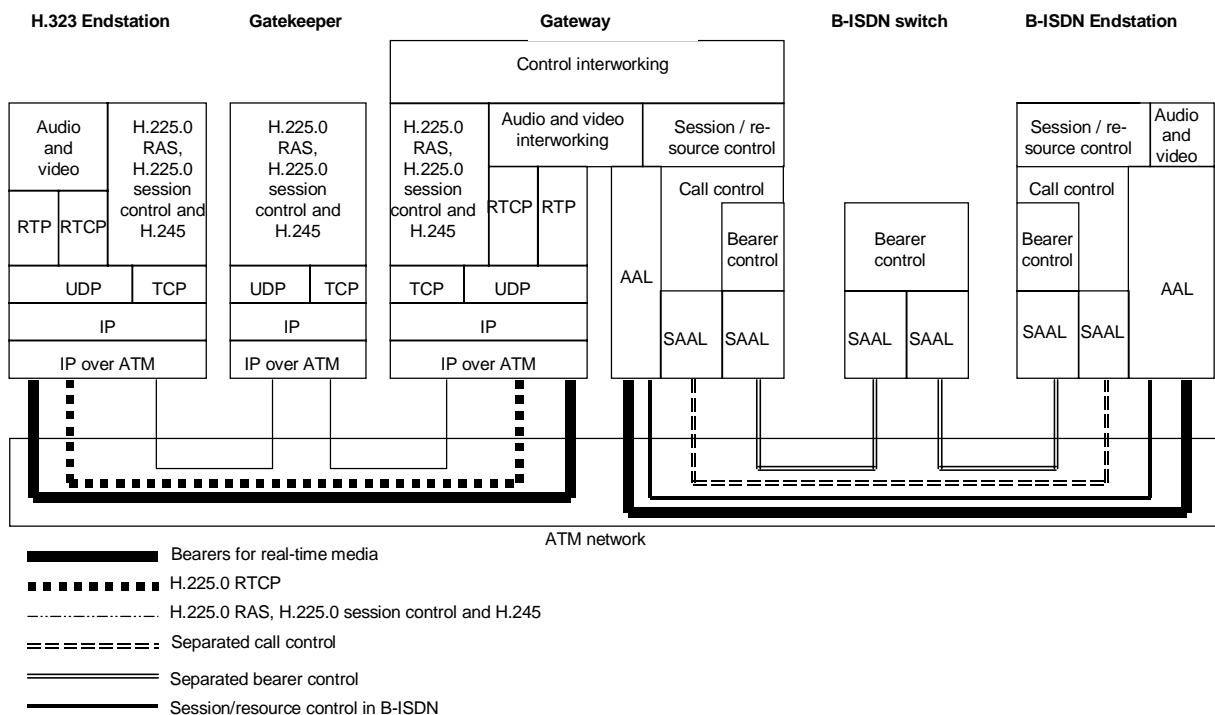 H.323 Endstation
Gatekeeper
Gateway
B-ISDN switch
B-ISDN Endstation
Audio
and
video
RTP
RTCP
H.225.0
RAS,
H.225.0
session
control and
H.245
UDP
TCP
IP
IP over ATM
H.225.0
RAS,
H.225.0
session
control and
H.245
UDP
TCP
IP
IP over ATM
Control interworking
H.225.0
RAS,
H.225.0
session
control and
H.245
Audio and video
interworking
RTCP
RTP
TCP
UDP
IP
IP over ATM
Session / re-
source control
AAL
Call control
Bearer
control
SAAL
SAAL
Bearer
control
SAAL
SAAL
Session / re-
source control
Audio
and
video
Call control
Bearer
control
SAAL
SAAL
AAL
ATM network
Bearers for real-time media
H.225.0 RTCP
H.225.0 RAS, H.225.0 session control and H.245
Separated call control
Separated bearer control
Session/resource control in B-ISDN